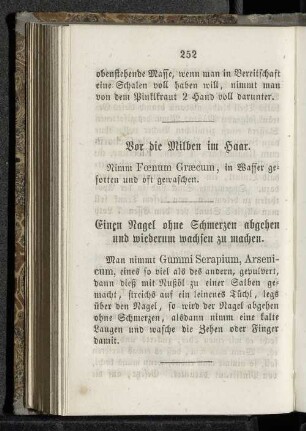 252
obenstehende Masse, wenn man in Bereitschaft
eine Schalen voll haben will, nimmt man
von dem Pinklkraut 2 Hand voll darunter.
Vor die Milben im Haar.
Nimm Fœnum Græcum, in Wasser ge-
sotten und oft gewaschen.
Einen Nagel ohne Schmerzen abgehen
und wiederum wachsen zu machen.
Man nimmt Gummi Serapium, Arseni-
cum, eines so viel als des andern, gepulvert,
dann dieß mit Nußöl zu einer Salben ge-
macht, streichs auf ein leinenes Tüchl, legs
über den Nagel, so wird der Nagel abgehen
ohne Schmerzen, alsdann nimm eine kalte
Laugen und wasche die Zehen oder Finger
damit.